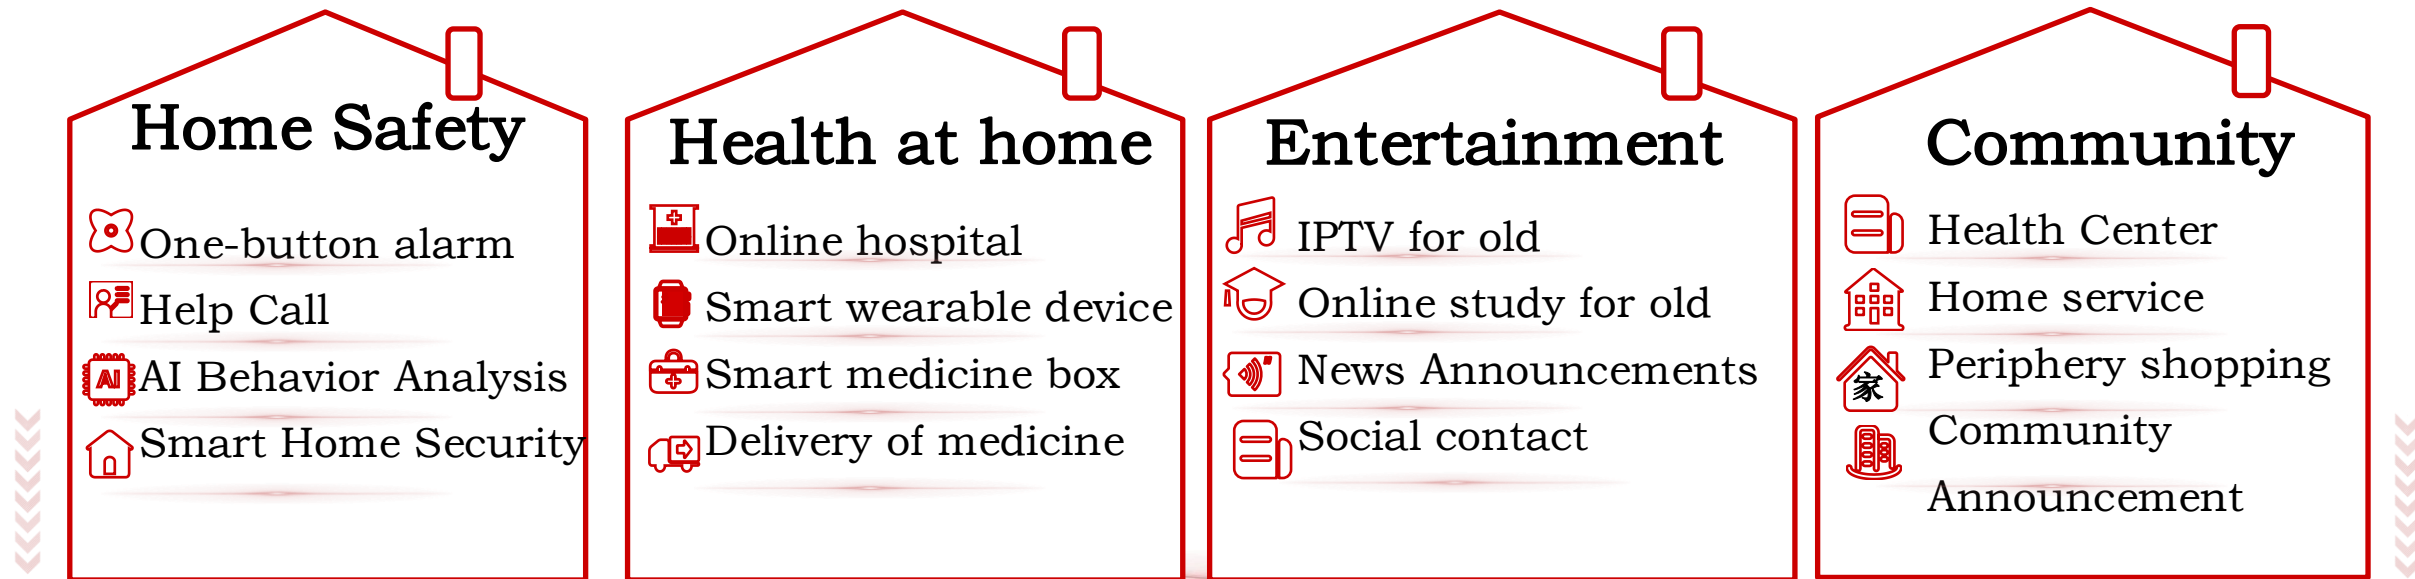 Home Safety
One-button alarm
Help Call
AI
AI Behavior Analysis
Smart Home Security
Health at home
Online hospital
Smart wearable device
Smart medicine box
Delivery of medicine
Entertainment
IPTV for old
Online study for old
News Announcements
Social contact
Community
Health Center
Home service
家
Periphery shopping
Community
Announcement